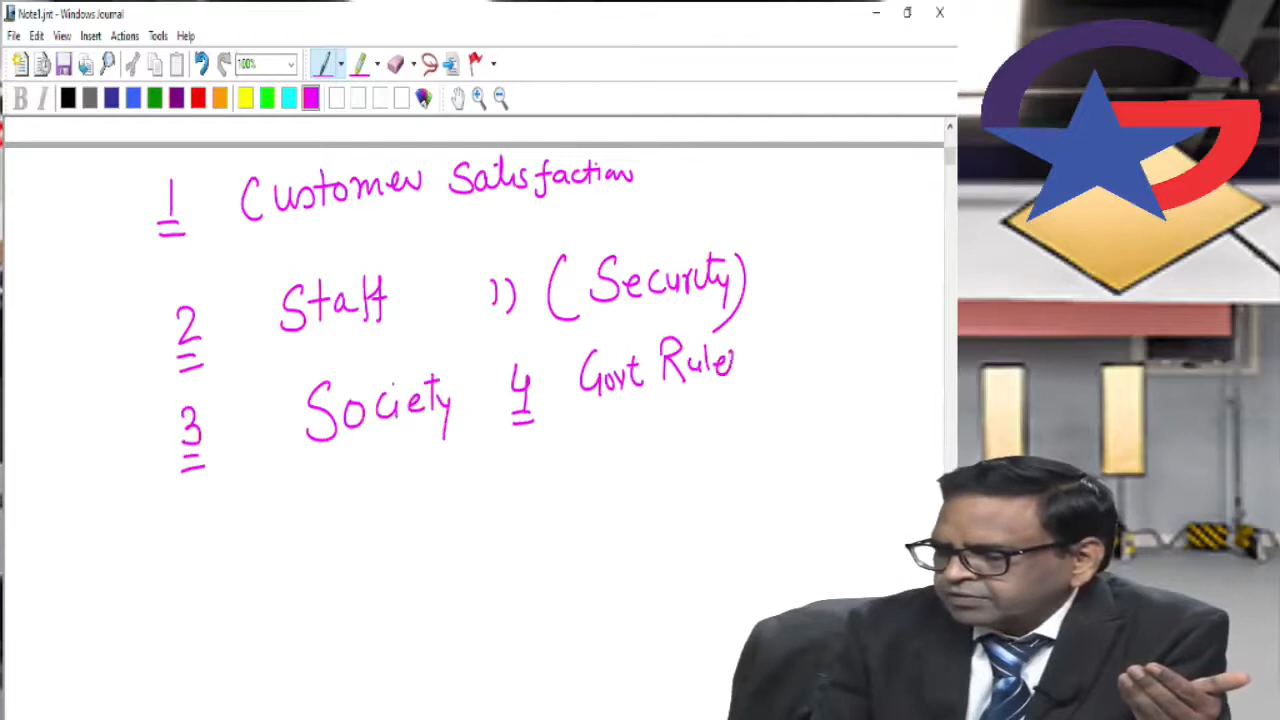 Note1.jnt - Windows Journal
File Edit View Insert Actions Tools Help
100%
B I
1 Customer Satisfaction
2 Staff " (Security)
3 Society 4 Govt Rule